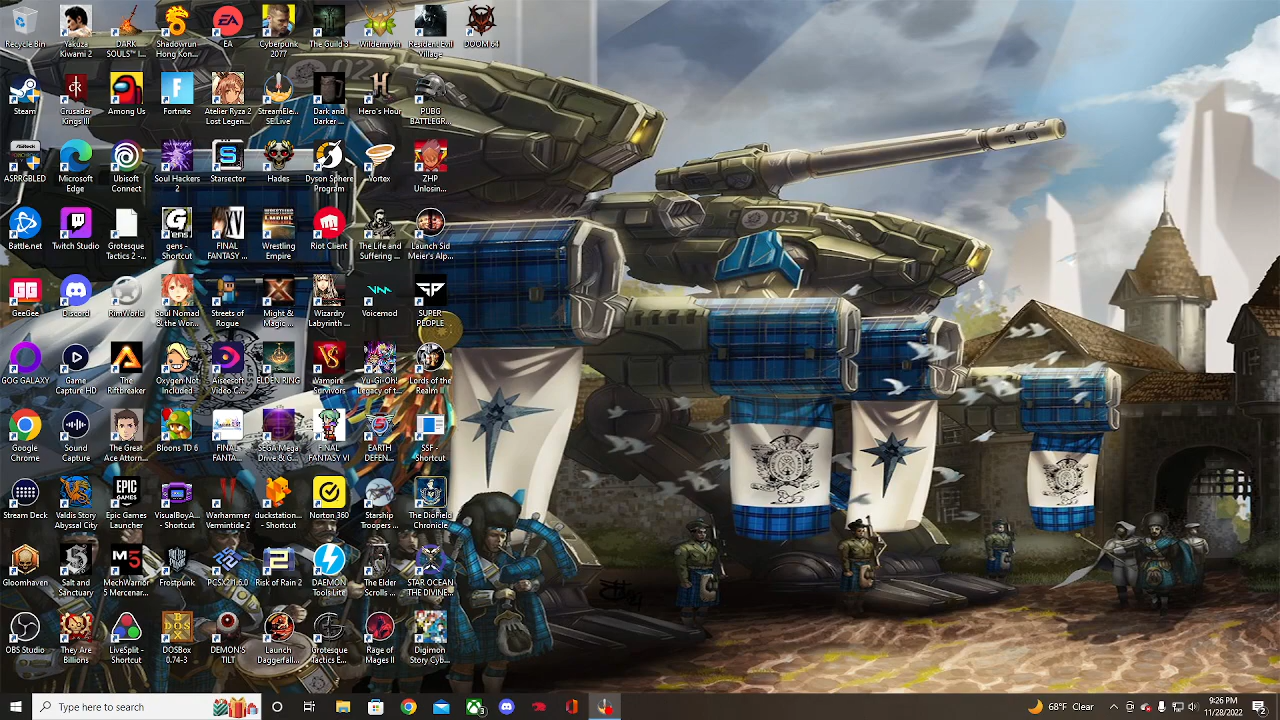 Recycle Bin
Yakuza Kiwami 2
DARK SOULS™ I...
Shadowrun Hong Kon...
EA
Cyberpunk 2077
The Guild 3
Wildermyth
Resident Evil Village
DOOM 64
Steam
Crusader Kings III
Among Us
Fortnite
Atelier Ryza 2 Lost Legen...
StreamEle... SE.Live
Dark and Darker ...
Hero's Hour
PUBG BATTLEGR...
ASRRGBLED
Microsoft Edge
Ubisoft Connect
Soul Hackers 2
Starsector
Hades
Dyson Sphere Program
Vortex
ZHP Unlosin...
Battle.net
Twitch Studio
Grotesque Tactics 2 -...
gens - Shortcut
FINAL FANTASY ...
Wrestling Empire
Riot Client
The Life and Suffering ...
Launch Sid Meier's Alp...
GeeGee
Discord
Soul Nomad & the Wor...
Streets of Rogue
Might & Magic ...
Wizardry Labyrinth ...
Voicemod
SUPER PEOPLE
GOG GALAXY
Game Capture HD
The Riftbreaker
Oxygen Not Included
Aiseesoft Video C...
ELDEN RING
Vampire Survivors
Yu-Gi-Oh! Legacy of t...
Lords of the Realm II
Google Chrome
Sound Capture
The Great Ace Attorn...
Bloons TD 6
FINAL FANTA...
SEGA Mega Drive & G...
FINAL FANTASY VI
EARTH DEFEN...
SSF - Shortcut
Stream Deck
Valdis Story Abyssal City
Epic Games Launcher
VisualBoyA... - Shortcut
Warhammer Vermintide 2
duckstation... - Shortcut
Norton 360
Starship Troopers ...
The DioField Chronicle
Gloomhaven
Salt and Sanctuary
MechWarrior 5 Mercenar...
Frostpunk
PCSX2 1.6.0
Risk of Rain 2
DAEMON Tools Lite
The Elder Scrolls ...
STAR OCEAN THE DIVINE...
OBS Studio
They Are Billions
LiveSplit - Shortcut
DOSBox 0.74-3
DEMON'S TILT
Launch Daggerfall...
Grotesque Tactics E...
Rage of Mages II
Digimon Story Cyb...
02
03
Type here to search
68°F Clear
9:26 PM
11/28/2022